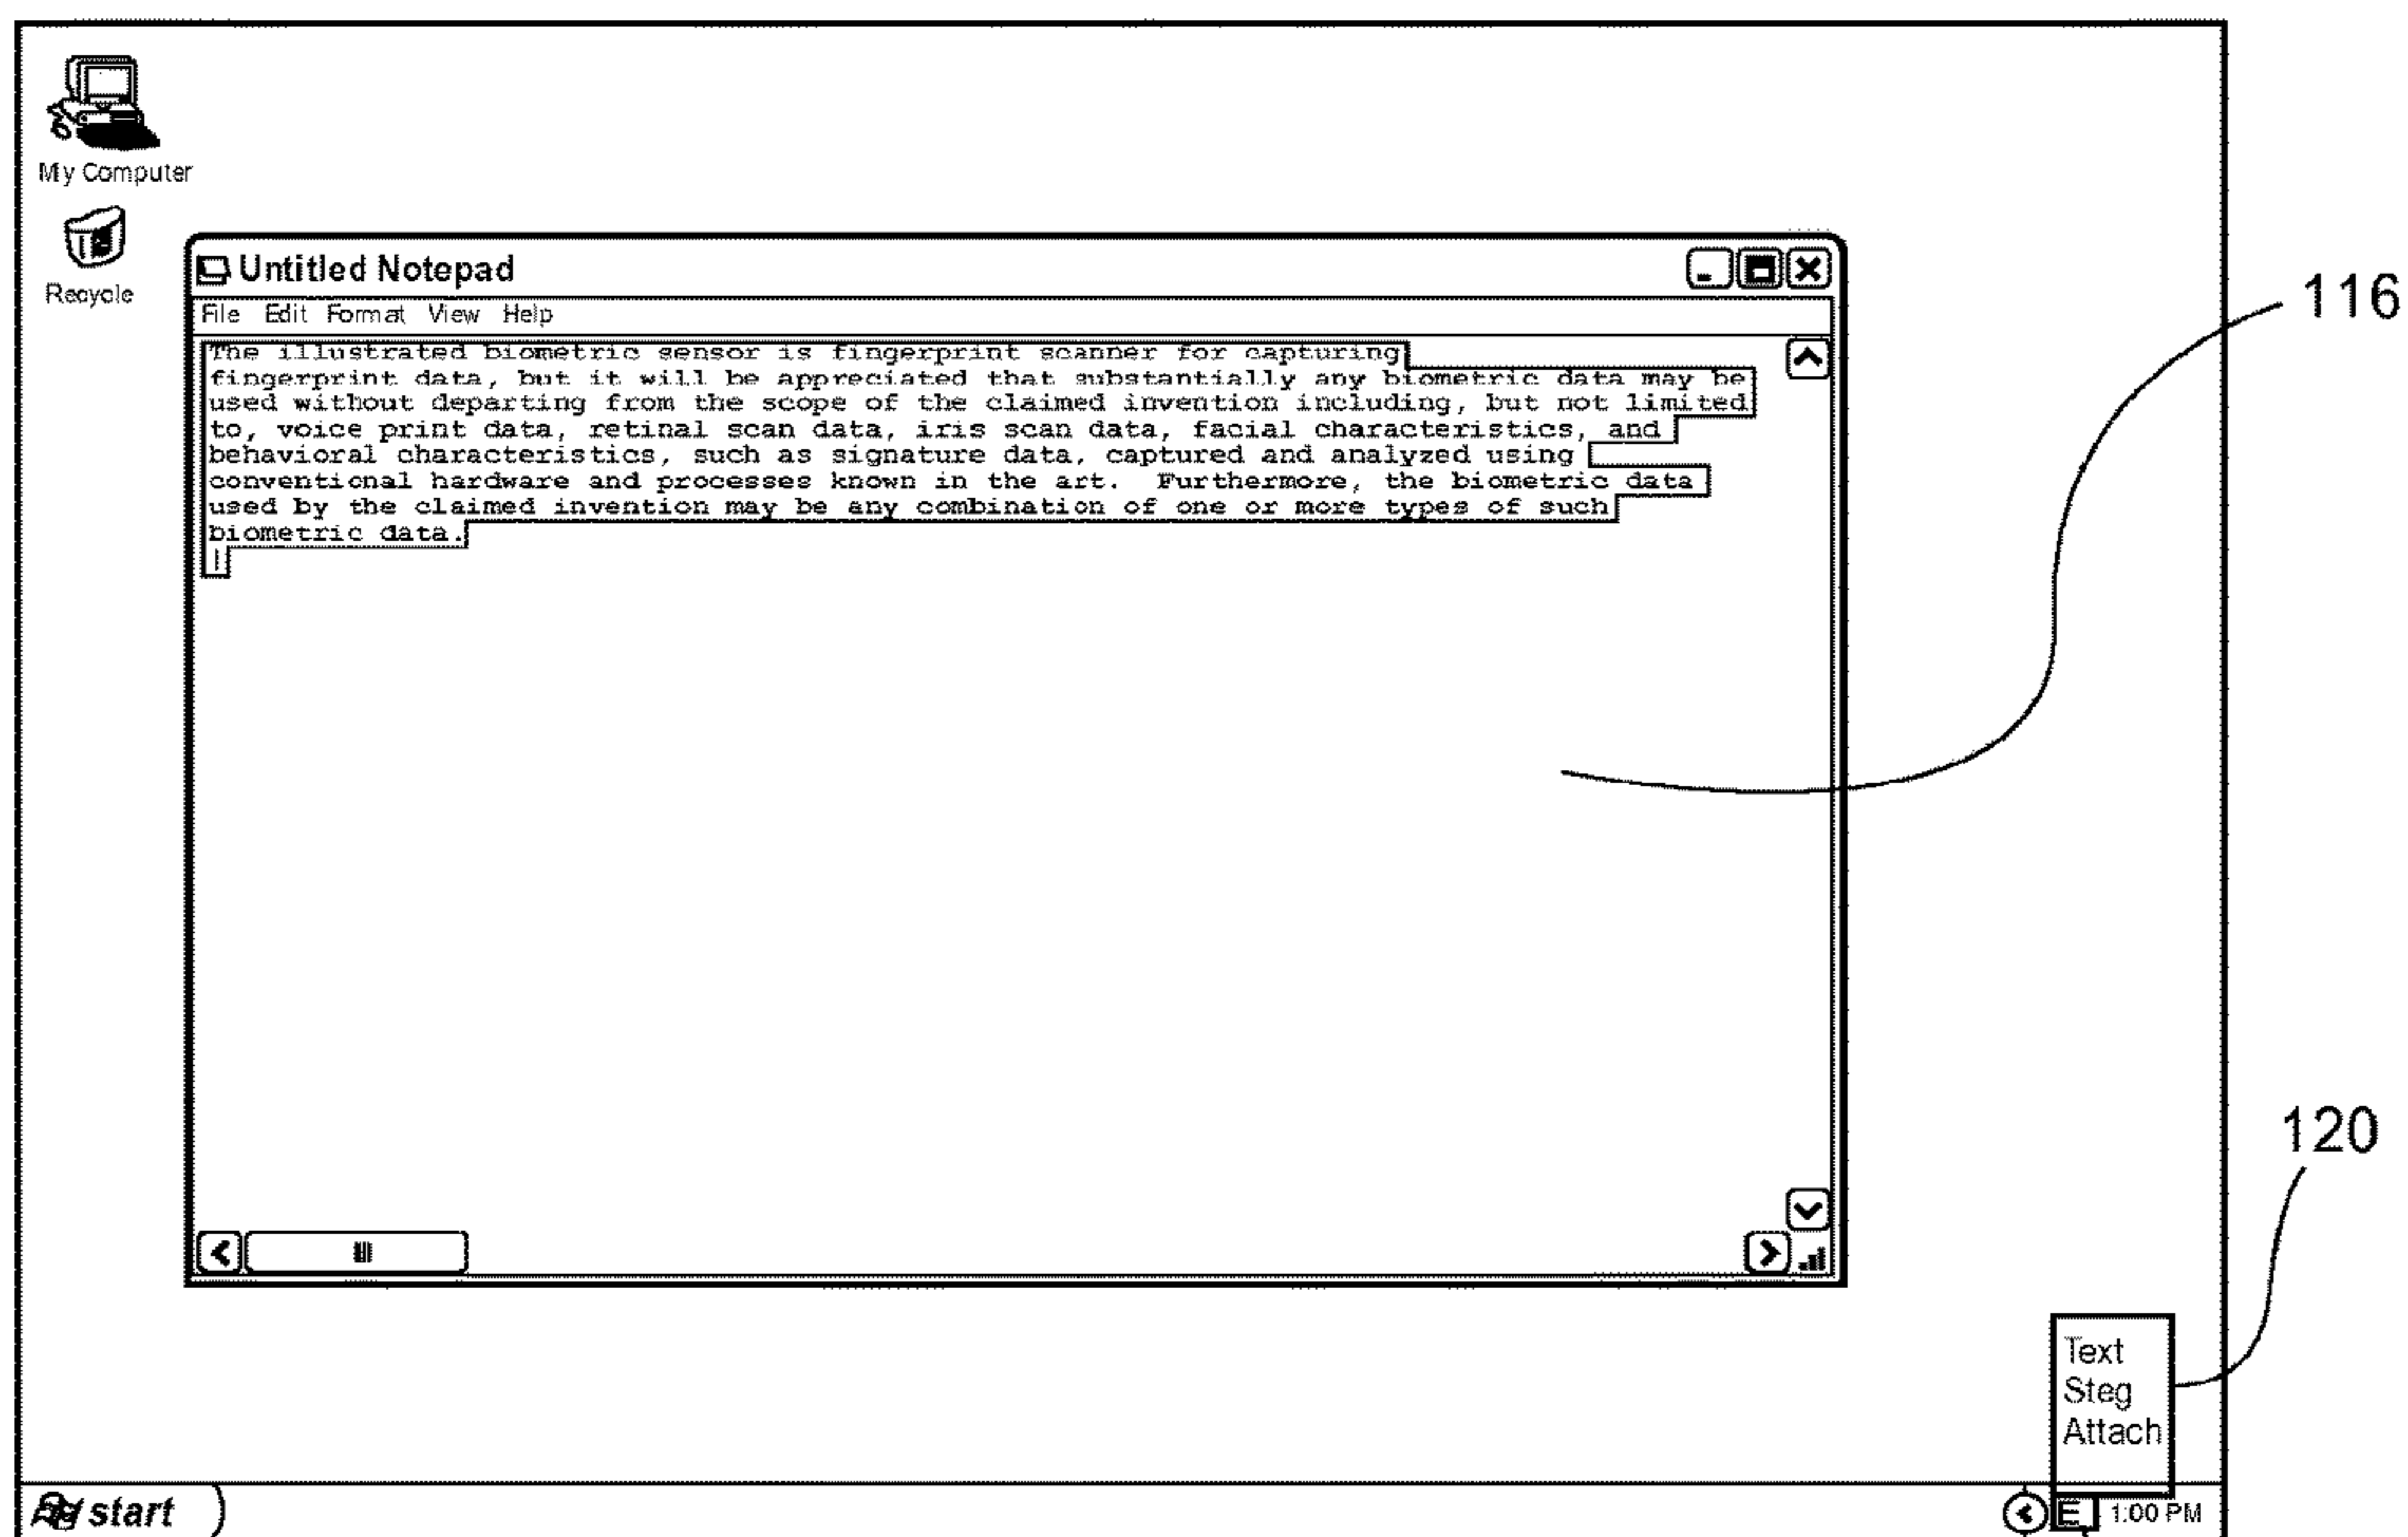 My Computer
Recycle
Untitled Notepad
File Edit Format View Help
The illustrated biometric sensor is fingerprint scanner for capturing
fingerprint data, but it will be appreciated that substantially any biometric data may be
used without departing from the scope of the claimed invention including, but not limited
to, voice print data, retinal scan data, iris scan data, facial characteristics, and
behavioral characteristics, such as signature data, captured and analyzed using
conventional hardware and processes known in the art. Furthermore, the biometric data
used by the claimed invention may be any combination of one or more types of such
biometric data.
116
120
Text
Steg
Attach
start
E
1:00 PM